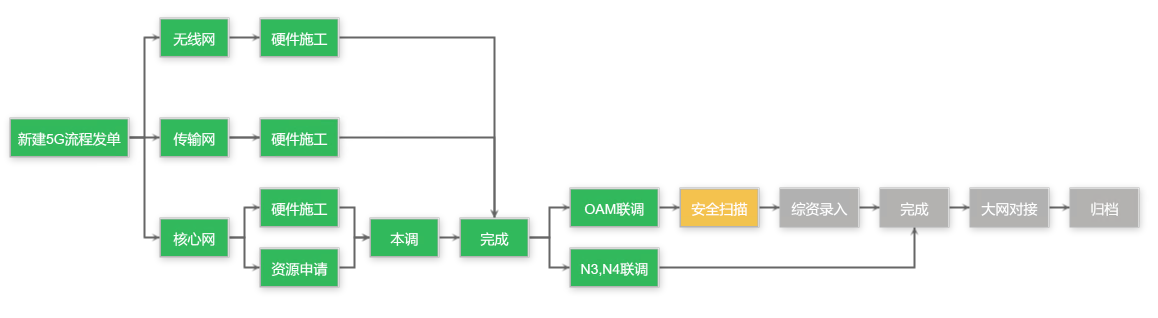 无线网
硬件施工
新建5G流程发单
传输网
硬件施工
核心网
硬件施工
资源申请
本调
完成
OAM联调
安全扫描
综资录入
完成
大网对接
归档
N3,N4联调